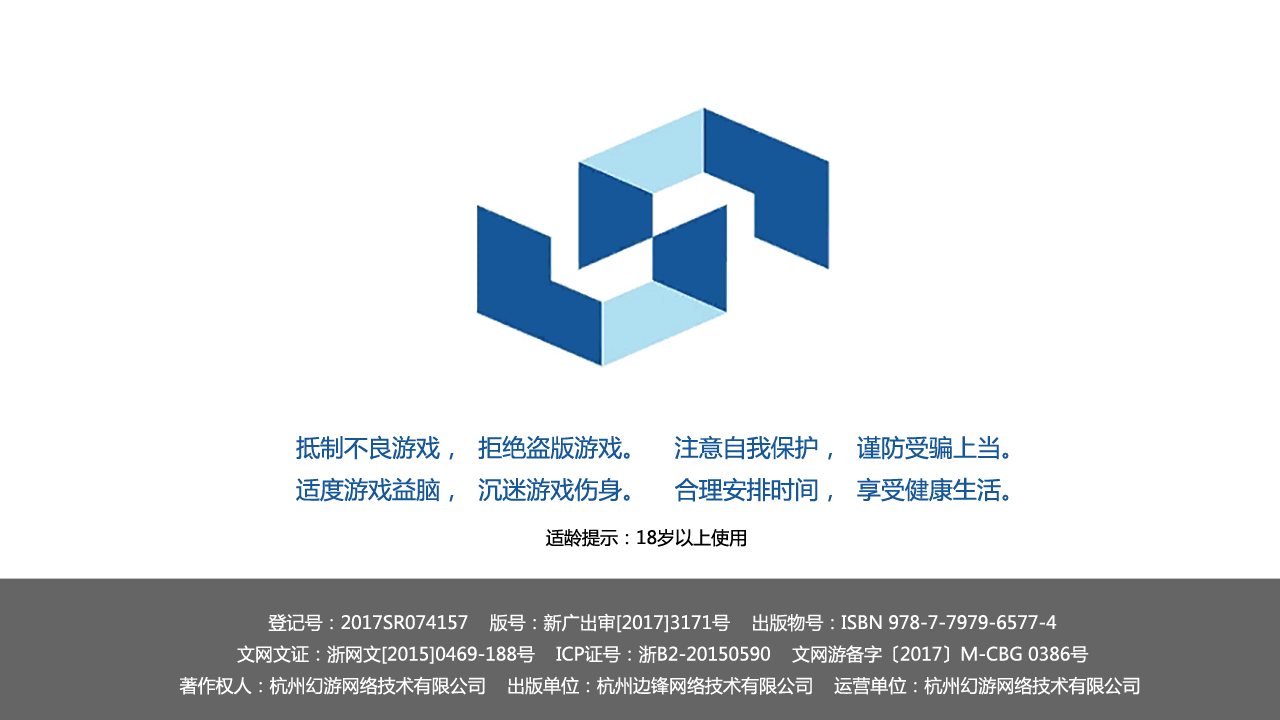 抵制不良游戏， 拒绝盗版游戏。 注意自我保护， 谨防受骗上当。
适度游戏益脑， 沉迷游戏伤身。 合理安排时间， 享受健康生活。
适龄提示：18岁以上使用
登记号：2017SR074157 版号：新广出审[2017]3171号 出版物号：ISBN 978-7-7979-6577-4
文网文证：浙网文[2015]0469-188号 ICP证号：浙B2-20150590 文网游备字〔2017〕M-CBG 0386号
著作权人：杭州幻游网络技术有限公司 出版单位：杭州边锋网络技术有限公司 运营单位：杭州幻游网络技术有限公司